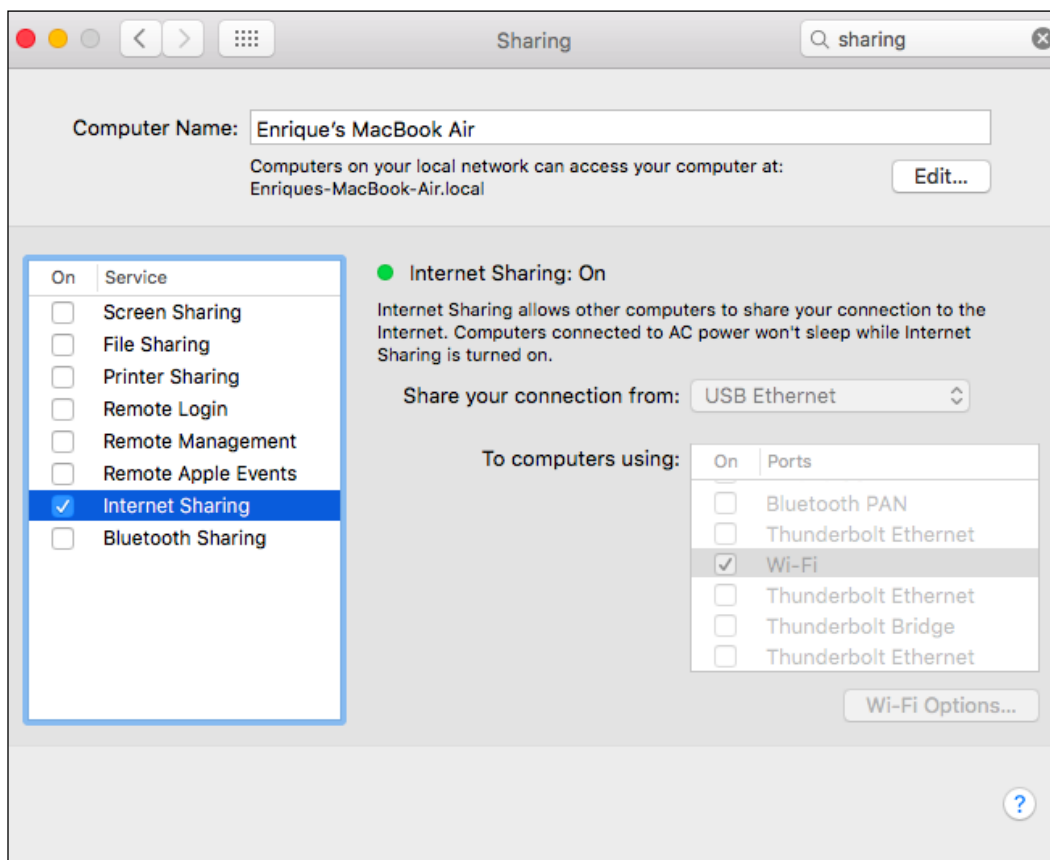 Sharing
sharing
Computer Name:
Enrique's MacBook Air
Computers on your local network can access your computer at:
Enriques-MacBook-Air.local
Edit...
On Service
Screen Sharing
File Sharing
Printer Sharing
Remote Login
Remote Management
Remote Apple Events
Internet Sharing
Bluetooth Sharing
Internet Sharing: On
Internet Sharing allows other computers to share your connection to the
Internet. Computers connected to AC power won't sleep while Internet
Sharing is turned on.
Share your connection from: USB Ethernet
To computers using:
On Ports
Bluetooth PAN
Thunderbolt Ethernet
Wi-Fi
Thunderbolt Ethernet
Thunderbolt Bridge
Thunderbolt Ethernet
Wi-Fi Options...
?